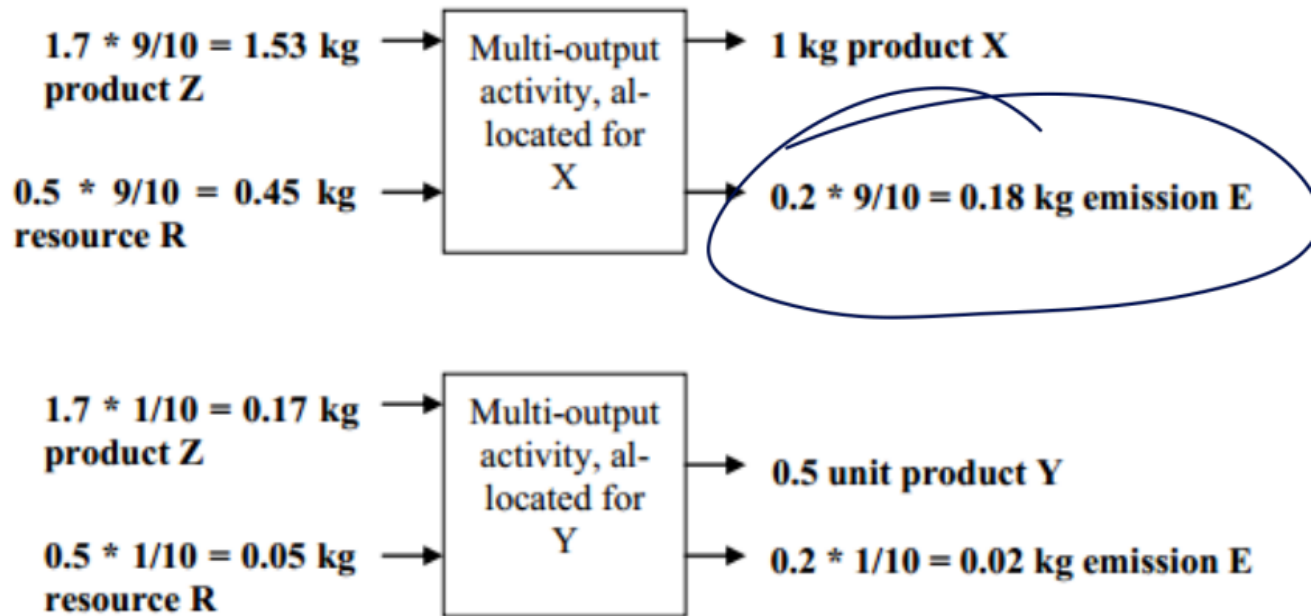 1.7 * 9/10 = 1.53 kg
product Z
0.5 * 9/10 = 0.45 kg
resource R
Multi-output
activity, al-
located for
X
1 kg product X
0.2 * 9/10 = 0.18 kg emission E
1.7 * 1/10 = 0.17 kg
product Z
0.5 * 1/10 = 0.05 kg
resource R
Multi-output
activity, al-
located for
Y
0.5 unit product Y
0.2 * 1/10 = 0.02 kg emission E